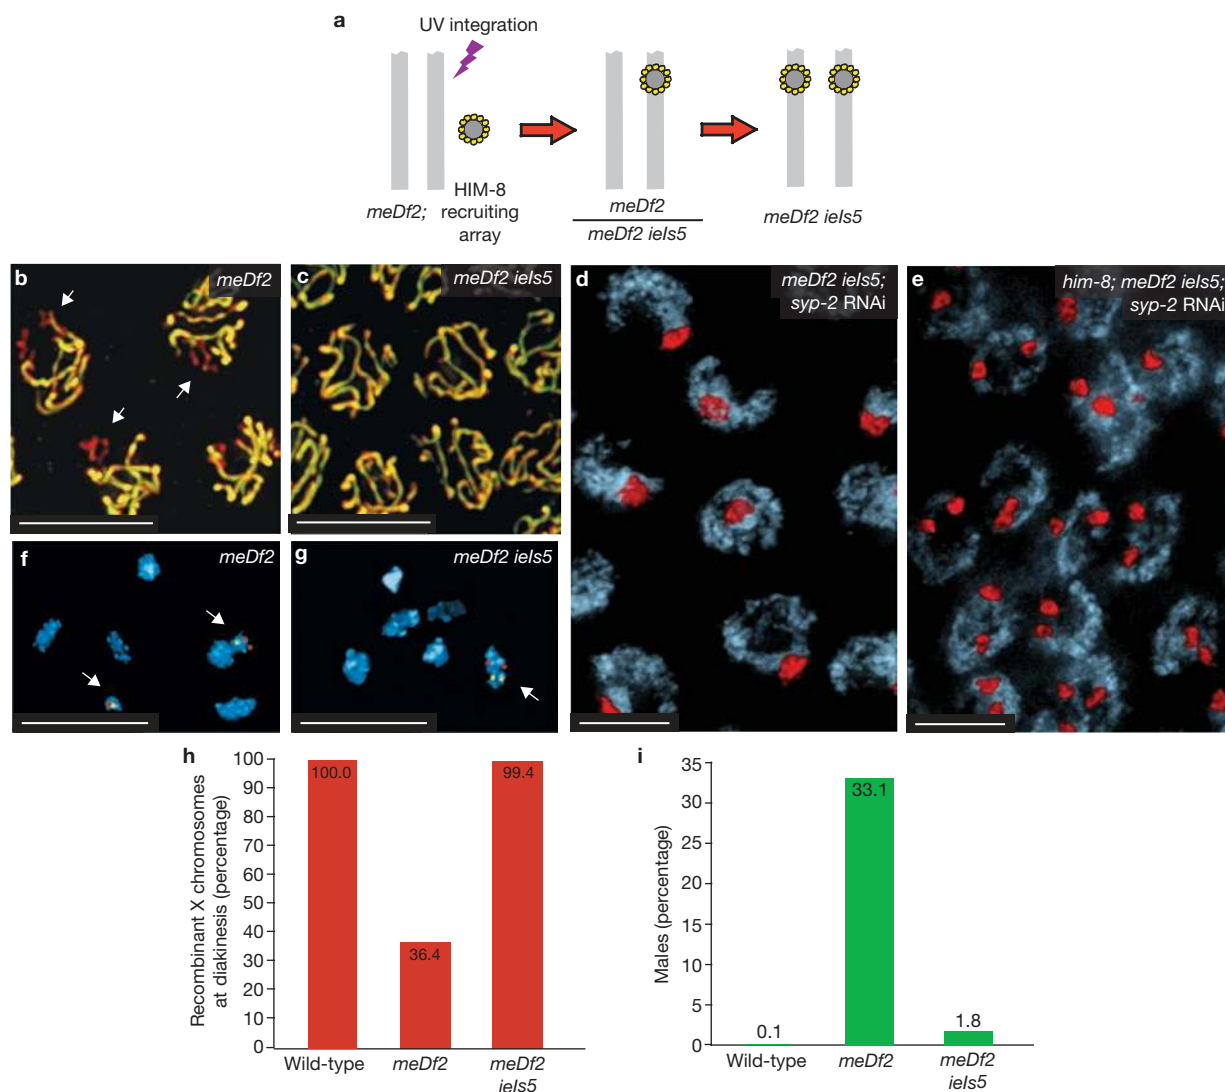 a
UV integration
meDf2;
HIM-8
recruiting
array
meDf2
meDf2 ieIs5
meDf2 ieIs5
b
meDf2
c
meDf2 ieIs5
d
meDf2 ieIs5;
syp-2 RNAi
e
him-8; meDf2 ieIs5;
syp-2 RNAi
f
meDf2
g
meDf2 ieIs5
h
Recombinant X chromosomes
at diakinesis (percentage)
100
90
80
70
60
50
40
30
20
10
0
100.0
36.4
99.4
Wild-type
meDf2
meDf2
ieIs5
i
Males (percentage)
35
30
25
20
15
10
5
0
0.1
33.1
1.8
Wild-type
meDf2
meDf2
ieIs5